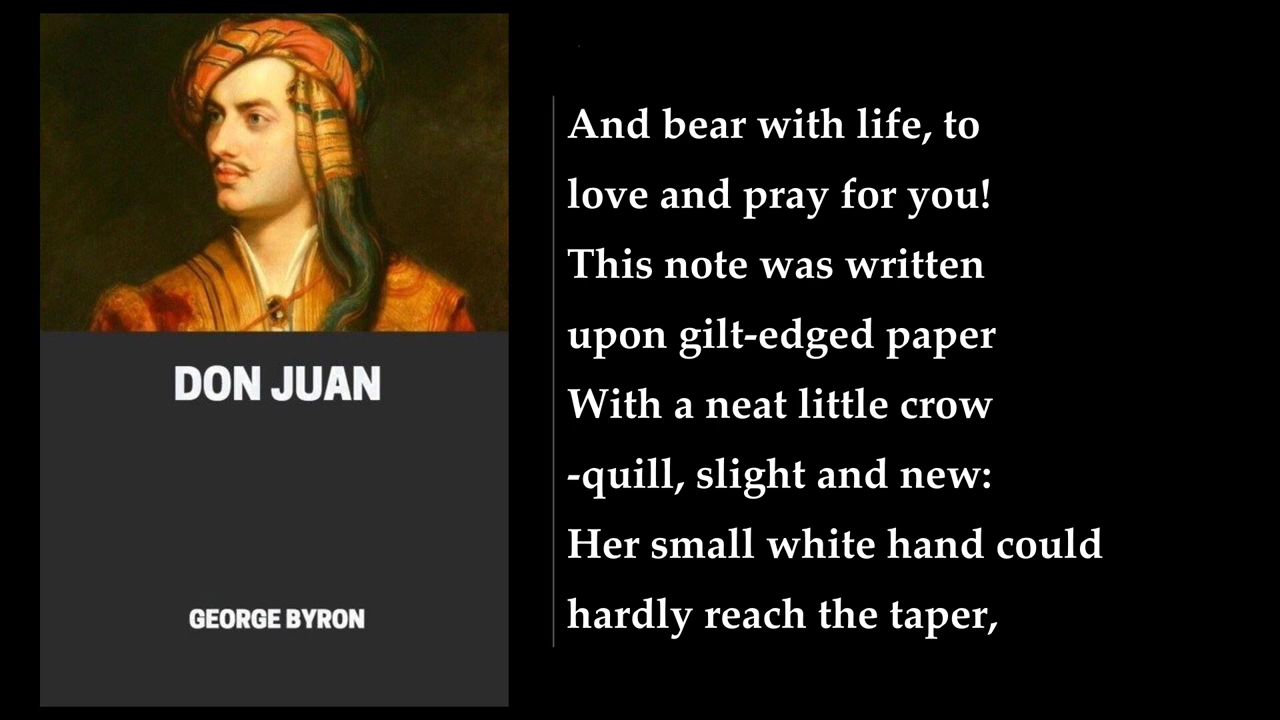 DON JUAN
GEORGE BYRON
And bear with life, to
love and pray for you!
This note was written
upon gilt-edged paper
With a neat little crow
-quill, slight and new:
Her small white hand could
hardly reach the taper,